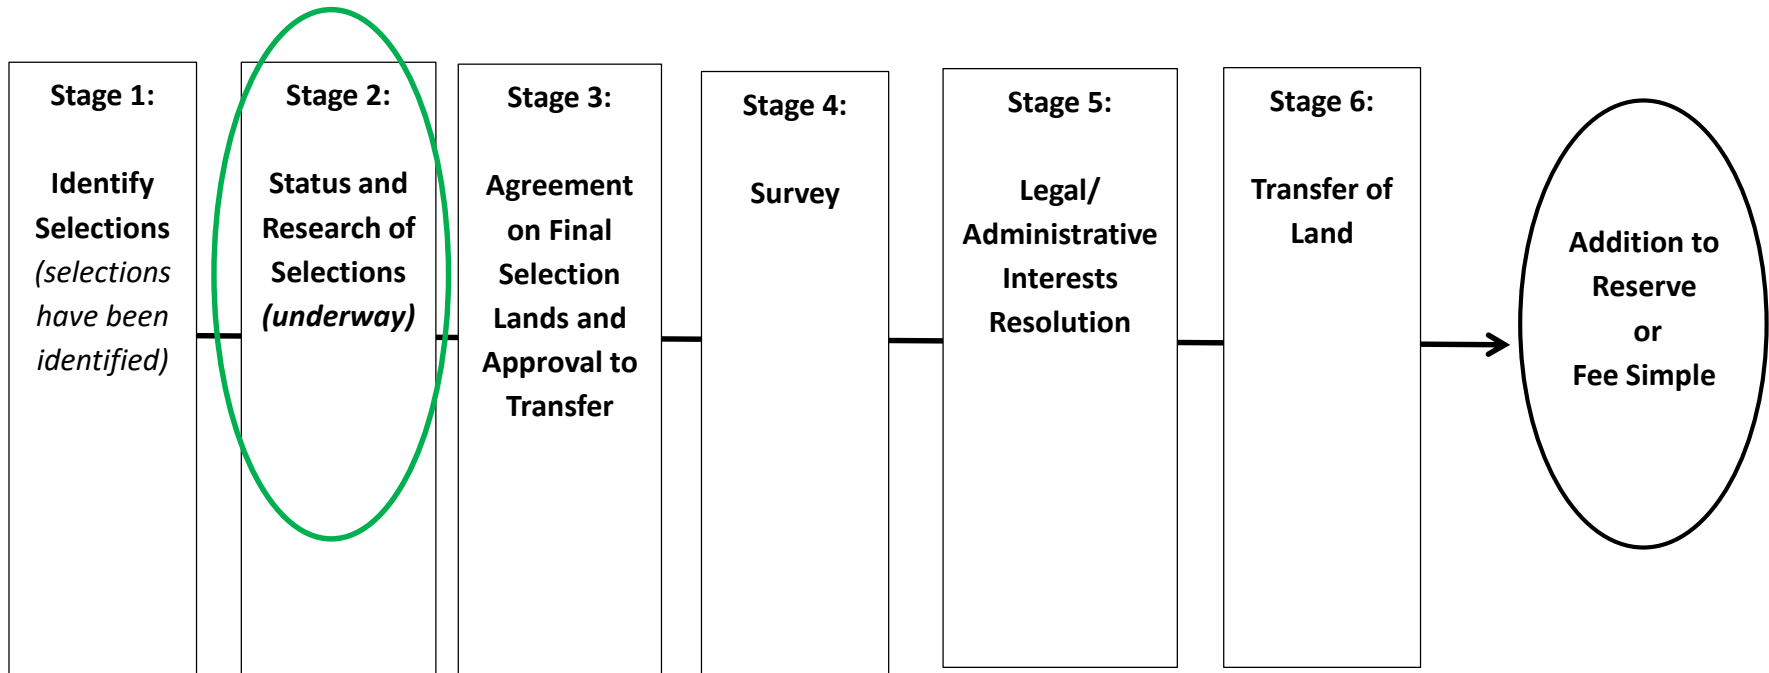 Stage 1:
Identify
Selections
(selections
have been
identified)
Stage 2:
Status and
Research of
Selections
(underway)
Stage 3:
Agreement
on Final
Selection
Lands and
Approval to
Transfer
Stage 4:
Survey
Stage 5:
Legal/
Administrative
Interests
Resolution
Stage 6:
Transfer of
Land
Addition to
Reserve
or
Fee Simple